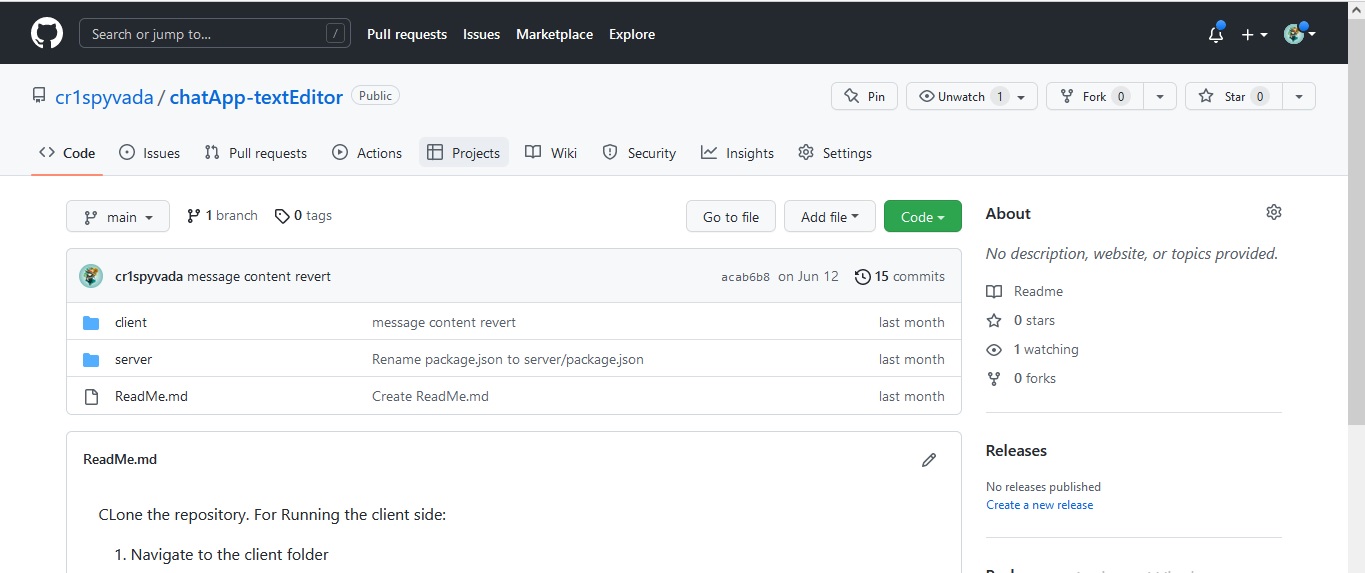 Search or jump to... / Pull requests Issues Marketplace Explore
cr1spyvada / chatApp-textEditor Public Pin Unwatch 1 Fork 0 Star 0
Code Issues Pull requests Actions Projects Wiki Security Insights Settings
main 1 branch 0 tags Go to file Add file Code
cr1spyvada message content revert acab6b8 on Jun 12 15 commits
client message content revert last month
server Rename package.json to server/package.json last month
ReadMe.md Create ReadMe.md last month
ReadMe.md
CLone the repository. For Running the client side:
1. Navigate to the client folder
About
No description, website, or topics provided.
Readme
0 stars
1 watching
0 forks
Releases
No releases published
Create a new release